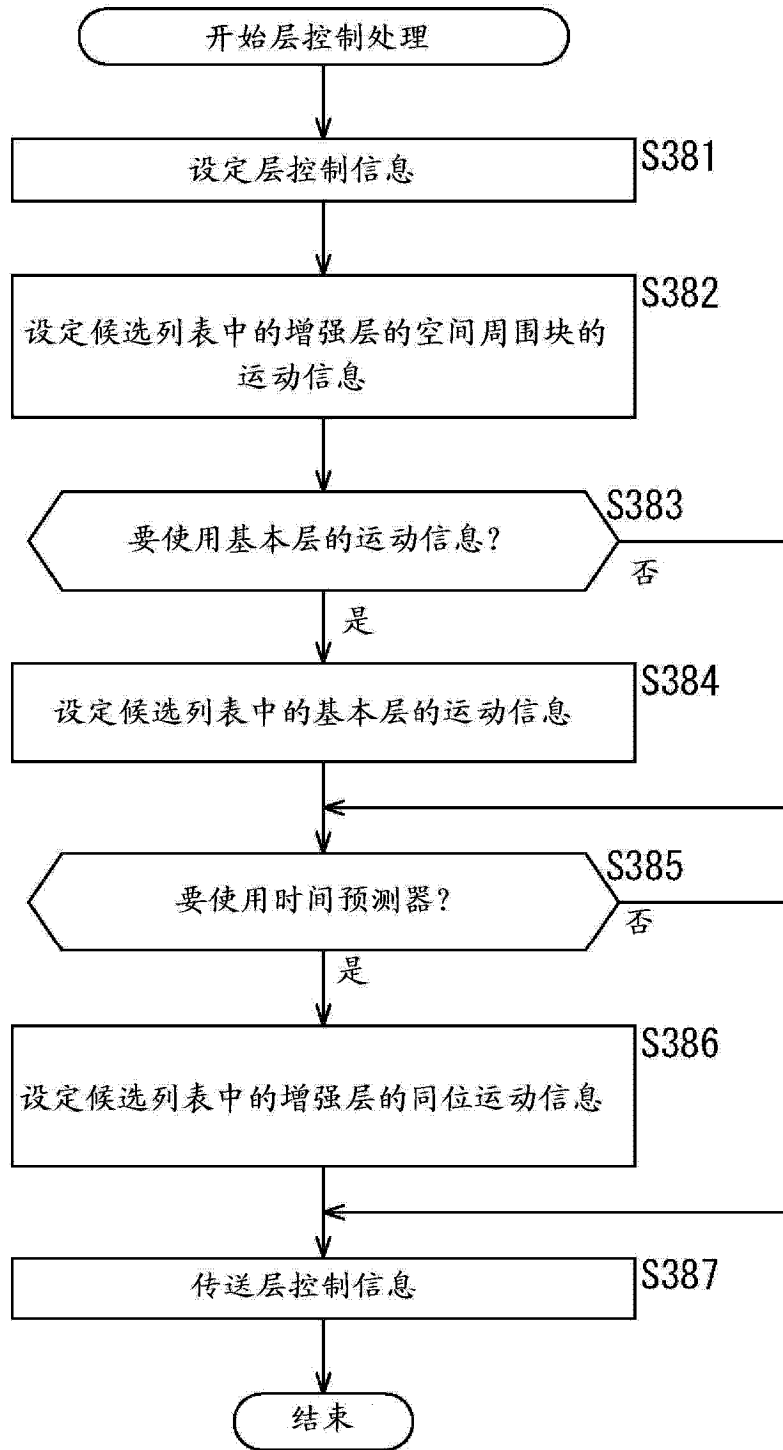 开始层控制处理
S381
设定层控制信息
S382
设定候选列表中的增强层的空间周围块的
运动信息
S383
要使用基本层的运动信息?
否
是
S384
设定候选列表中的基本层的运动信息
S385
要使用时间预测器?
否
是
S386
设定候选列表中的增强层的同位运动信息
S387
传送层控制信息
结束